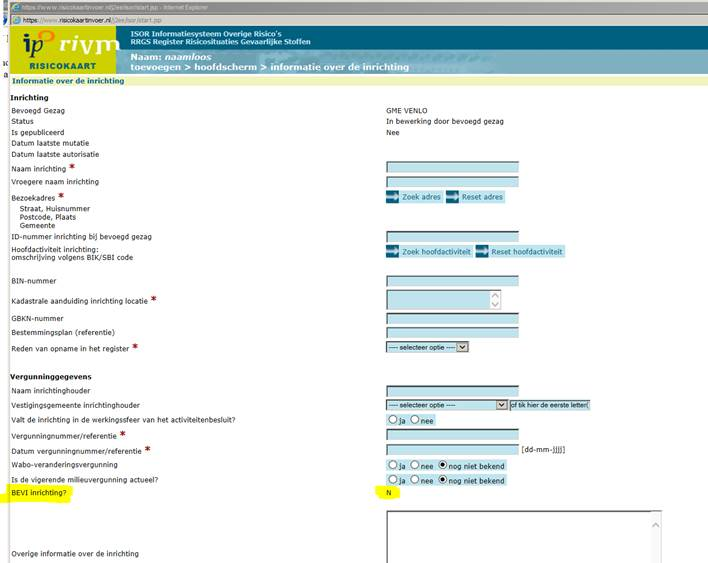 https://www.risicokaartinvoer.nl/j2ee/isor/start.jsp - Internet Explorer
https://www.risicokaartinvoer.nl/j2ee/isor/start.jsp
ipo rivm
RISICOKAART
ISOR Informatiesysteem Overige Risico's
RRGS Register Risicosituaties Gevaarlijke Stoffen
Naam: naamloos
toevoegen > hoofdscherm > informatie over de inrichting
Informatie over de inrichting
Inrichting
Bevoegd Gezag GME VENLO
Status In bewerking door bevoegd gezag
Is gepubliceerd Nee
Datum laatste mutatie
Datum laatste autorisatie
Naam inrichting *
Vroegere naam inrichting
Bezoekadres * Zoek adres Reset adres
Straat, Huisnummer
Postcode, Plaats
Gemeente
ID-nummer inrichting bij bevoegd gezag
Hoofdactiviteit inrichting: Zoek hoofdactiviteit Reset hoofdactiviteit
omschrijving volgens BIK/SBI code
BIN-nummer
Kadastrale aanduiding inrichting locatie *
GBKN-nummer
Bestemmingsplan (referentie)
Reden van opname in het register * ---- selecteer optie ----
Vergunninggegevens
Naam inrichtinghouder
Vestigingsgemeente inrichtinghouder ---- selecteer optie ---- of tik hier de eerste letter(
Valt de inrichting in de werkingssfeer van het activiteitenbesluit? ja nee
Vergunningnummer/referentie *
Datum vergunningnummer/referentie * [dd-mm-jjjj]
Wabo-veranderingsvergunning ja nee nog niet bekend
Is de vigerende milieuvergunning actueel? ja nee nog niet bekend
BEVI inrichting? N
Overige informatie over de inrichting